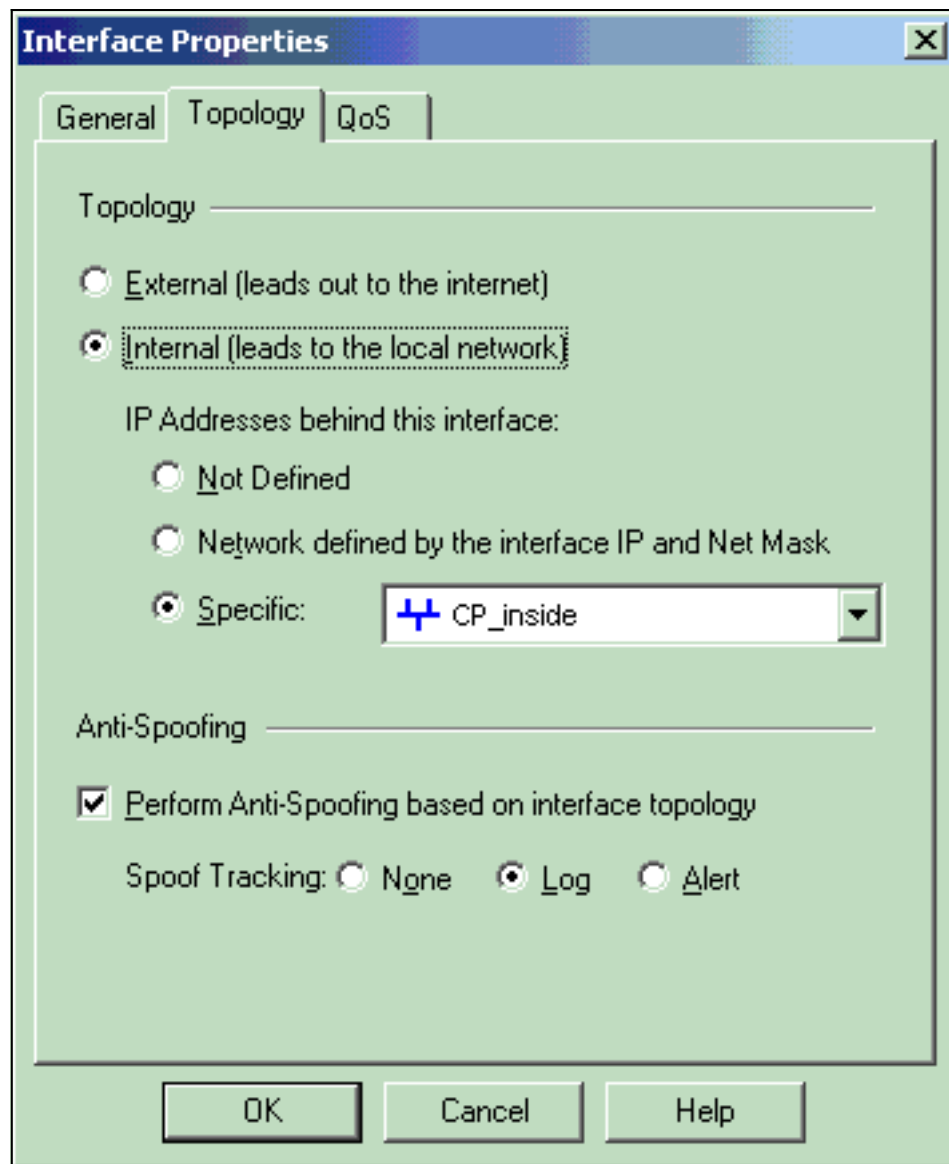 Interface Properties
General Topology QoS
Topology
External (leads out to the internet)
Internal (leads to the local network)
IP Addresses behind this interface:
Not Defined
Network defined by the interface IP and Net Mask
Specific: CP_inside
Anti-Spoofing
Perform Anti-Spoofing based on interface topology
Spoof Tracking: None Log Alert
OK Cancel Help